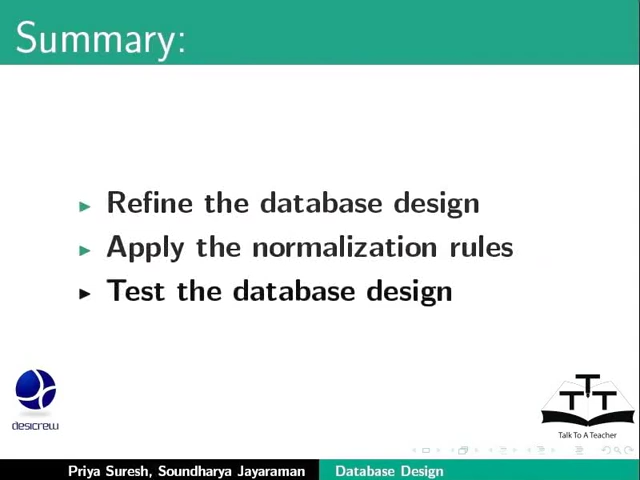 Summary:
Refine the database design
Apply the normalization rules
Test the database design
desicrew
TTT
Talk To A Teacher
Priya Suresh, Soundharya Jayaraman
Database Design